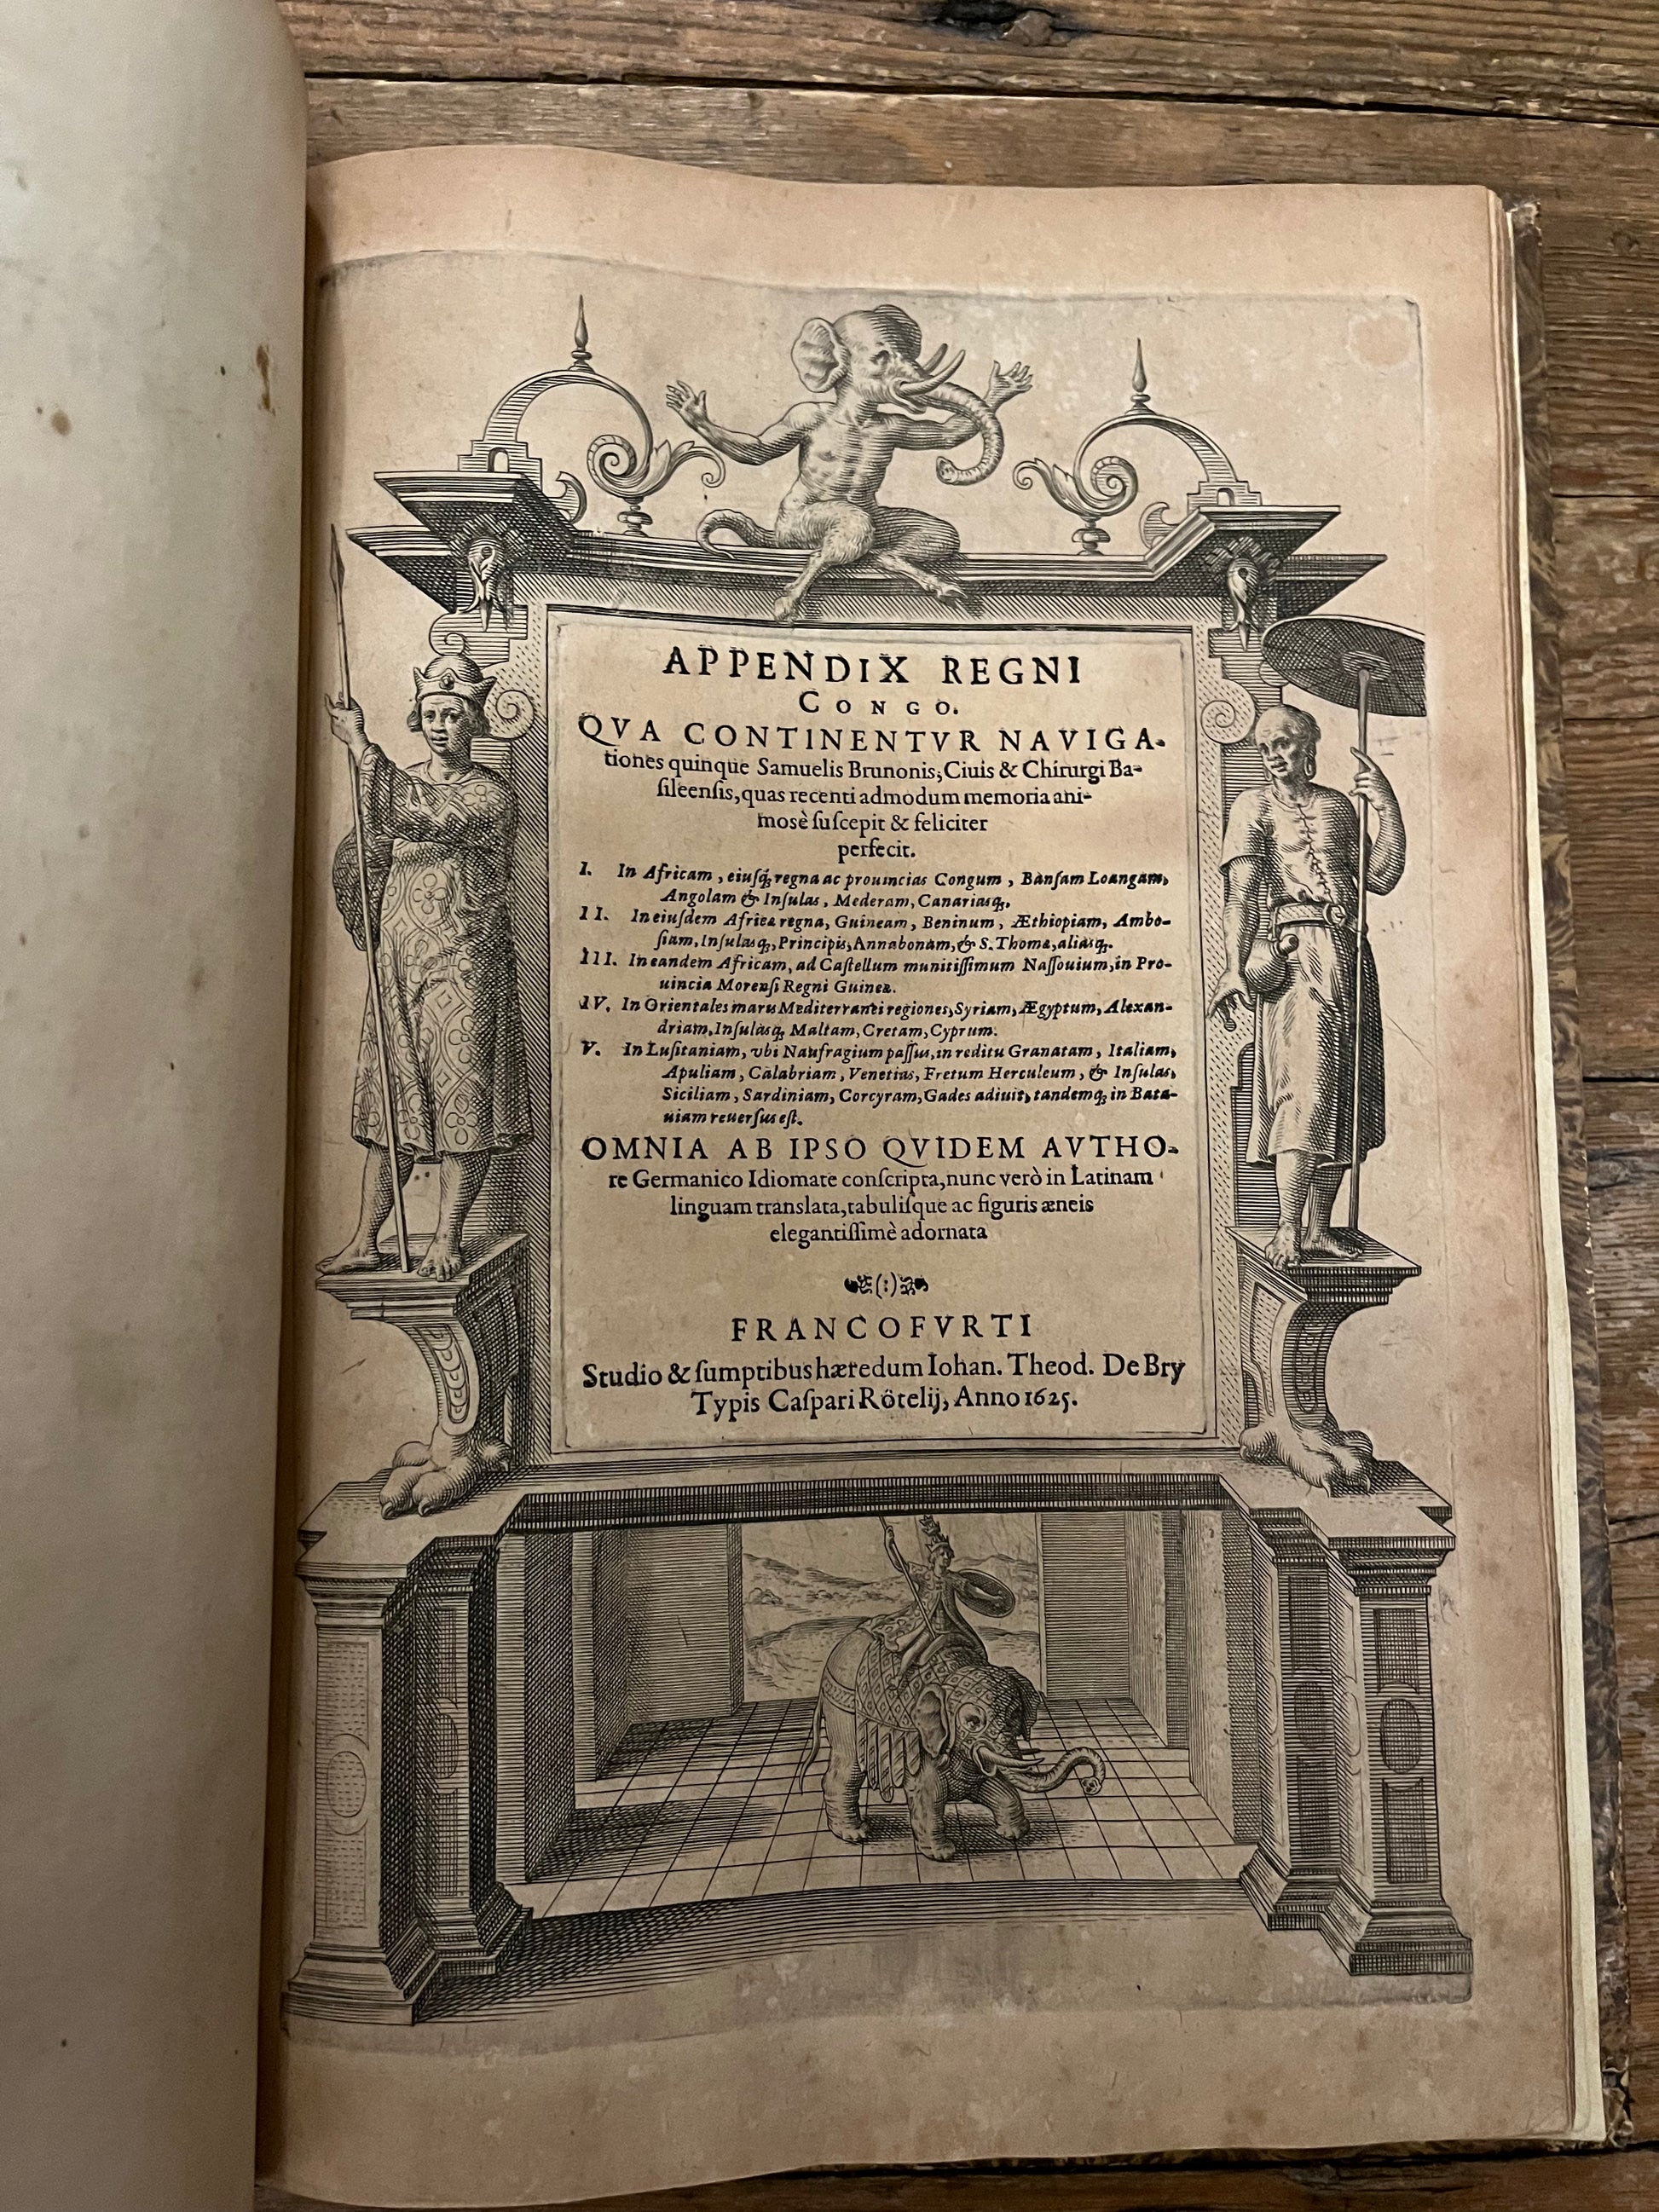 APPENDIX REGNI
CONGO.
QVA CONTINENTVR NAVIGA-
tiones quinque Samuelis Brunonis, Ciuis & Chirurgi Ba-
ſileenſis, quas recenti admodum memoria ani-
mosè ſuſcepit & feliciter
perfecit.
I. In Africam, eiuſq́; regna ac prouincias Congum, Banſam Loangam,
Angolam & Inſulas, Mederam, Canariasq́;,
II. In eiuſdem Africæ regna, Guineam, Beninum, Æthiopiam, Ambo-
ſiam, Inſulasq́;, Principis, Annabonam, & S. Thomæ, aliasq́;.
III. In eandem Africam, ad Caſtellum munitiſſimum Naſſouium, in Pro-
uincia Morenſi Regni Guineæ.
IV. In Orientales maris Mediterranei regiones, Syriam, Ægyptum, Alexan-
driam, Inſulàsq́; Maltam, Cretam, Cyprum.
V. In Luſitaniam, vbi Naufragium paſſus, in reditu Granatam, Italiam,
Apuliam, Calabriam, Venetias, Fretum Herculeum, & Inſulas,
Siciliam, Sardiniam, Corcyram, Gades adiuit, tandemq́; in Bata-
uiam reuerſus eſt.
OMNIA AB IPSO QVIDEM AVTHO-
re Germanico Idiomate conſcripta, nunc verò in Latinam
linguam translata, tabuliſque ac figuris æneis
elegantiſſimè adornata
(:)
FRANCOFVRTI
Studio & ſumptibus hæredum Iohan. Theod. De Bry
Typis Caſpari Rôtelij, Anno 1625.